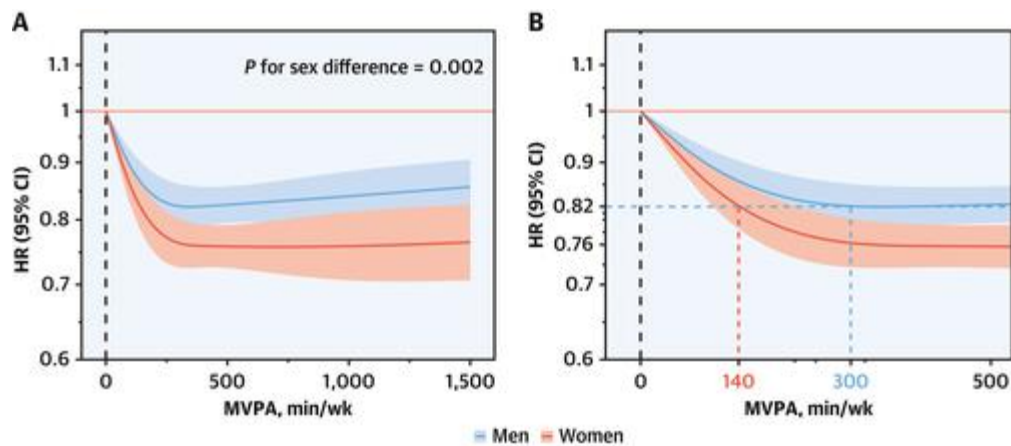 A
P for sex difference = 0.002
HR (95% CI)
1.1
1
0.9
0.8
0.7
0.6
0 500 1,000 1,500
MVPA, min/wk
B
HR (95% CI)
1.1
1
0.9
0.82
0.76
0.7
0.6
0 140 300 500
MVPA, min/wk
Men Women